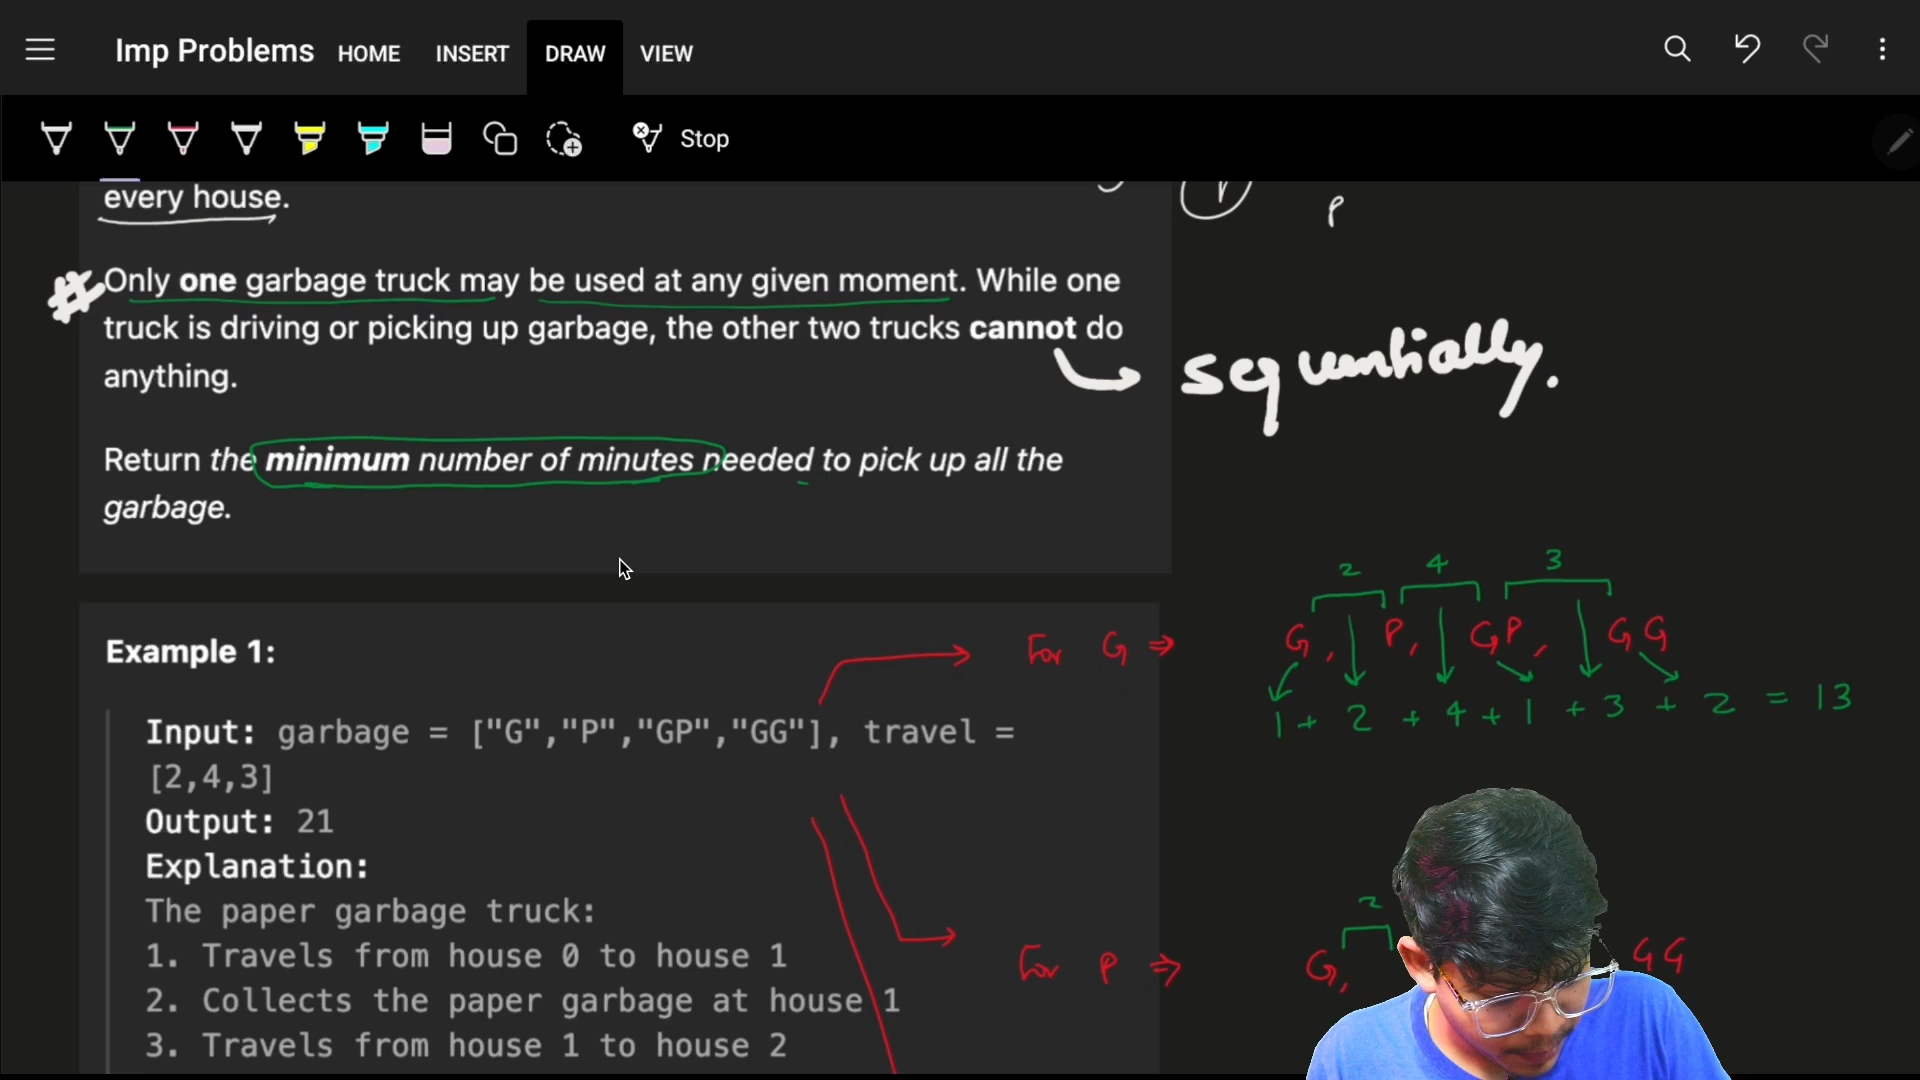 Imp Problems HOME INSERT DRAW VIEW
Stop
every house.
P
Only one garbage truck may be used at any given moment. While one
truck is driving or picking up garbage, the other two trucks cannot do
anything.
sequentially.
Return the minimum number of minutes needed to pick up all the
garbage.
2 4 3
For G ⇒ G, P, GP, GG
1 + 2 + 4 + 1 + 3 + 2 = 13
Example 1:
Input: garbage = ["G","P","GP","GG"], travel =
[2,4,3]
Output: 21
Explanation:
The paper garbage truck:
1. Travels from house 0 to house 1
2. Collects the paper garbage at house 1
3. Travels from house 1 to house 2
2
For P ⇒ G, GG